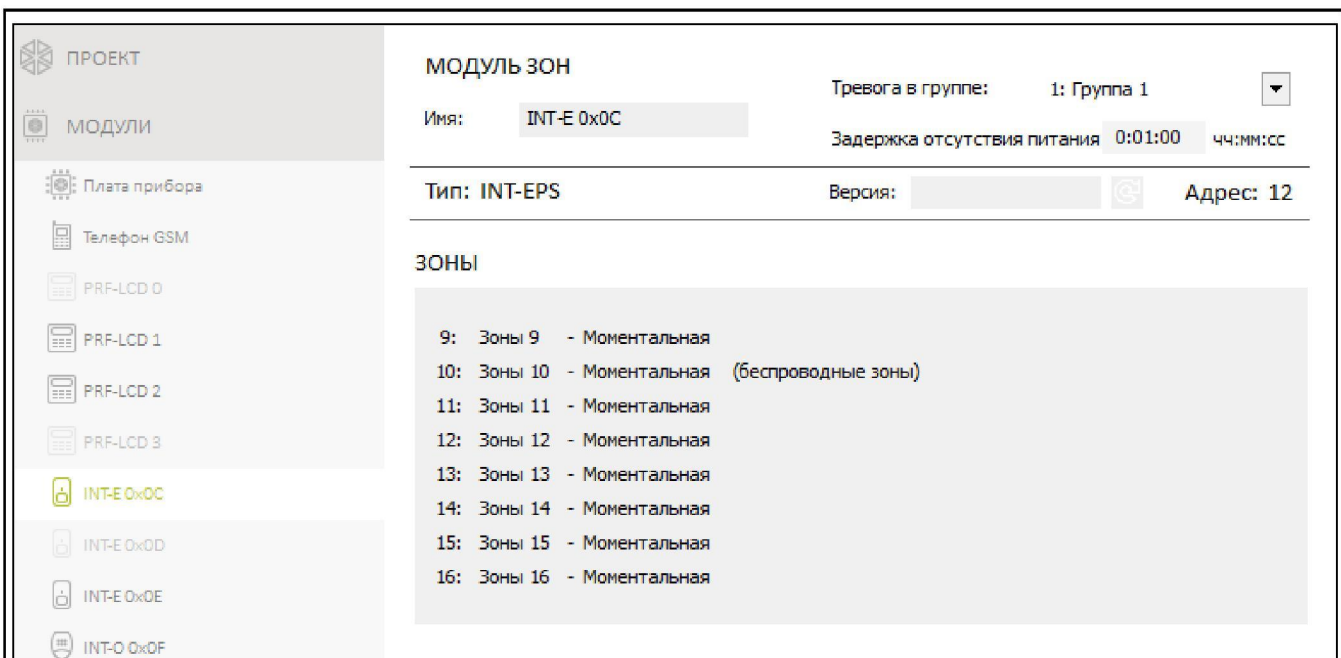 ПРОЕКТ
МОДУЛИ
Плата прибора
Телефон GSM
PRF-LCD 0
PRF-LCD 1
PRF-LCD 2
PRF-LCD 3
INT-E 0x0C
INT-E 0x0D
INT-E 0x0E
INT-O 0x0F
МОДУЛЬ ЗОН
Имя: INT-E 0x0C
Тревога в группе: 1: Группа 1
Задержка отсутствия питания 0:01:00 чч:мм:сс
Тип: INT-EPS Версия: Адрес: 12
ЗОНЫ
9: Зоны 9 - Моментальная
10: Зоны 10 - Моментальная (беспроводные зоны)
11: Зоны 11 - Моментальная
12: Зоны 12 - Моментальная
13: Зоны 13 - Моментальная
14: Зоны 14 - Моментальная
15: Зоны 15 - Моментальная
16: Зоны 16 - Моментальная